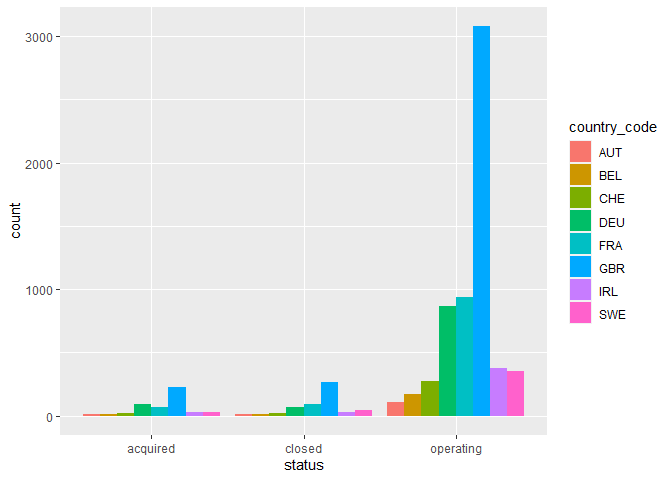 3000
2000
1000
0
count
acquired
closed
operating
status
country_code
AUT
BEL
CHE
DEU
FRA
GBR
IRL
SWE